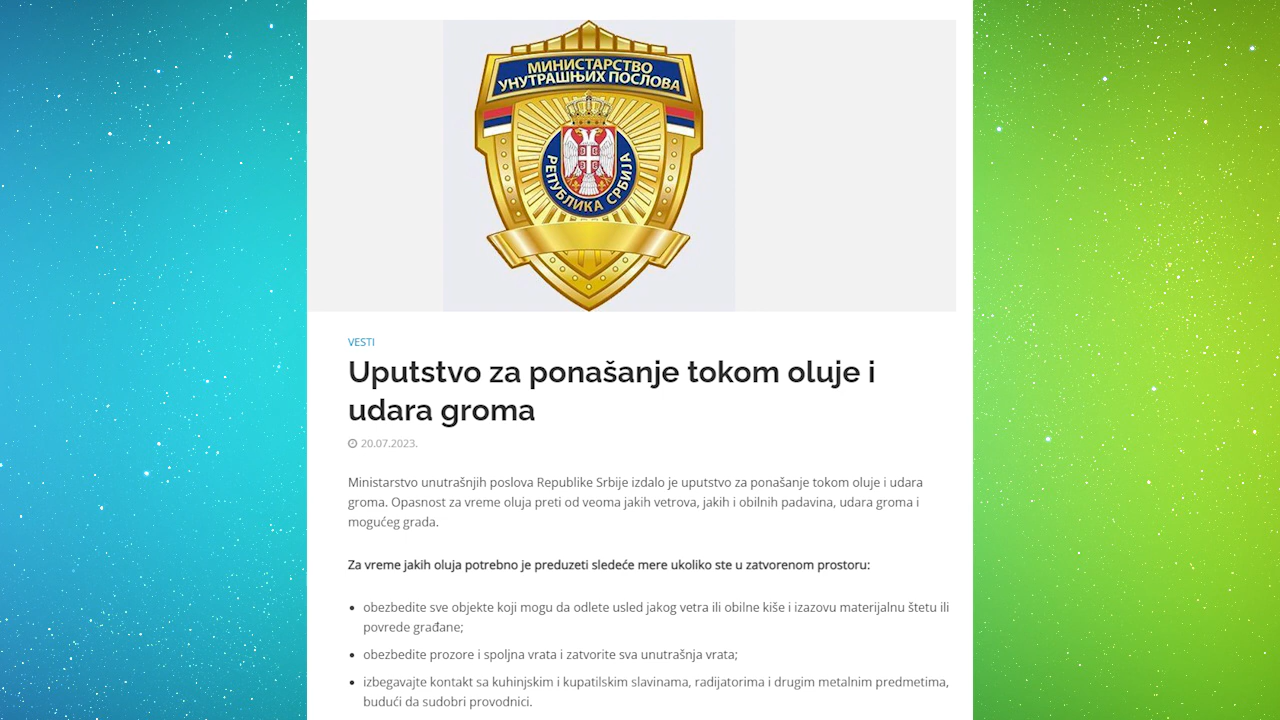 МИНИСТАРСТВО
УНУТРАШЊИХ ПОСЛОВА
РЕПУБЛИКА СРБИЈА
VESTI
Uputstvo za ponašanje tokom oluje i
udara groma
20.07.2023.
Ministarstvo unutrašnjih poslova Republike Srbije izdalo je uputstvo za ponašanje tokom oluje i udara
groma. Opasnost za vreme oluja preti od veoma jakih vetrova, jakih i obilnih padavina, udara groma i
mogućeg grada.
Za vreme jakih oluja potrebno je preduzeti sledeće mere ukoliko ste u zatvorenom prostoru:
• obezbedite sve objekte koji mogu da odlete usled jakog vetra ili obilne kiše i izazovu materijalnu štetu ili
povrede građane;
• obezbedite prozore i spoljna vrata i zatvorite sva unutrašnja vrata;
• izbegavajte kontakt sa kuhinjskim i kupatilskim slavinama, radijatorima i drugim metalnim predmetima,
budući da sudobri provodnici.